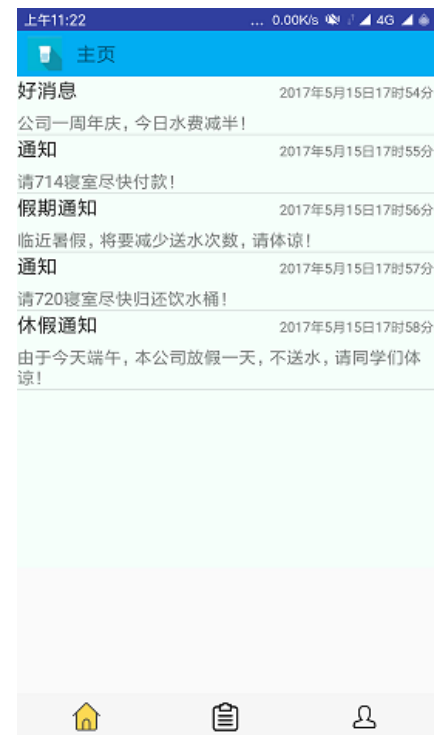 上午11:22 ... 0.00K/s 4G
主页
好消息 2017年5月15日17时54分
公司一周年庆，今日水费减半！
通知 2017年5月15日17时55分
请714寝室尽快付款！
假期通知 2017年5月15日17时56分
临近暑假，将要减少送水次数，请体谅！
通知 2017年5月15日17时57分
请720寝室尽快归还饮水桶！
休假通知 2017年5月15日17时58分
由于今天端午，本公司放假一天，不送水，请同学们体
谅！